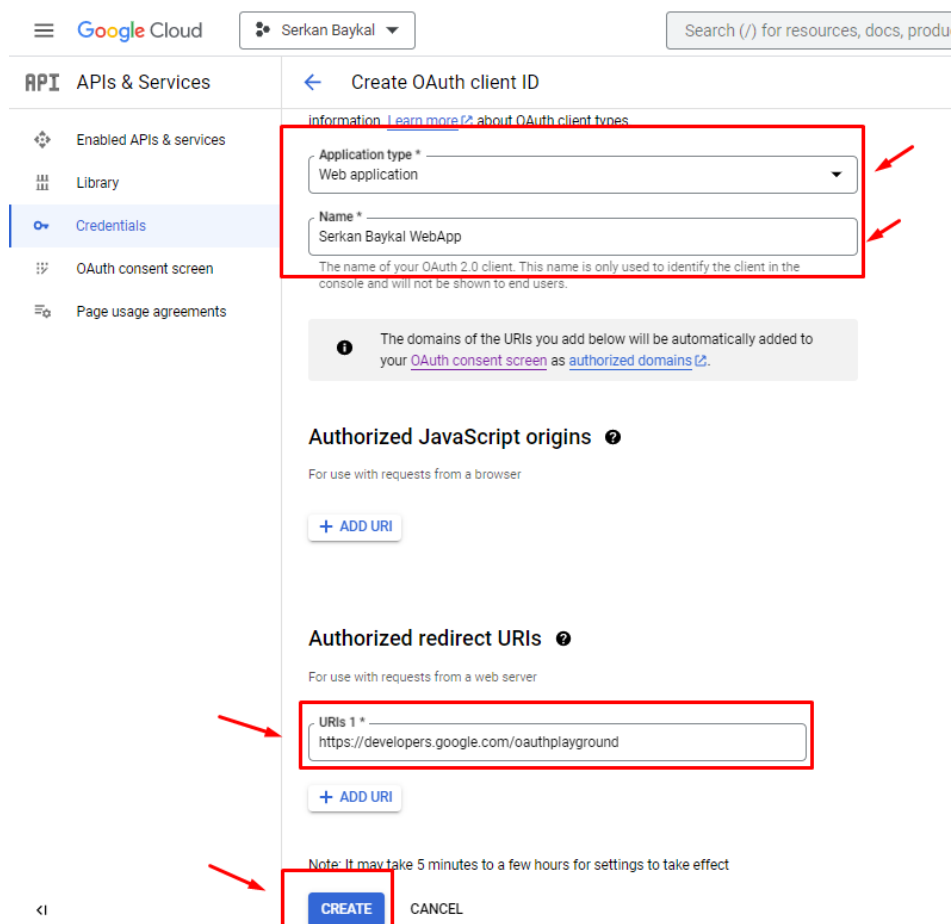 Google Cloud
Serkan Baykal
Search (/) for resources, docs, produ
API APIs & Services
Create OAuth client ID
information. Learn more about OAuth client types
Enabled APIs & services
Library
Credentials
OAuth consent screen
Page usage agreements
Application type *
Web application
Name *
Serkan Baykal WebApp
The name of your OAuth 2.0 client. This name is only used to identify the client in the
console and will not be shown to end users.
The domains of the URIs you add below will be automatically added to
your OAuth consent screen as authorized domains.
Authorized JavaScript origins
For use with requests from a browser
+ ADD URI
Authorized redirect URIs
For use with requests from a web server
URIs 1 *
https://developers.google.com/oauthplayground
+ ADD URI
Note: It may take 5 minutes to a few hours for settings to take effect
CREATE CANCEL